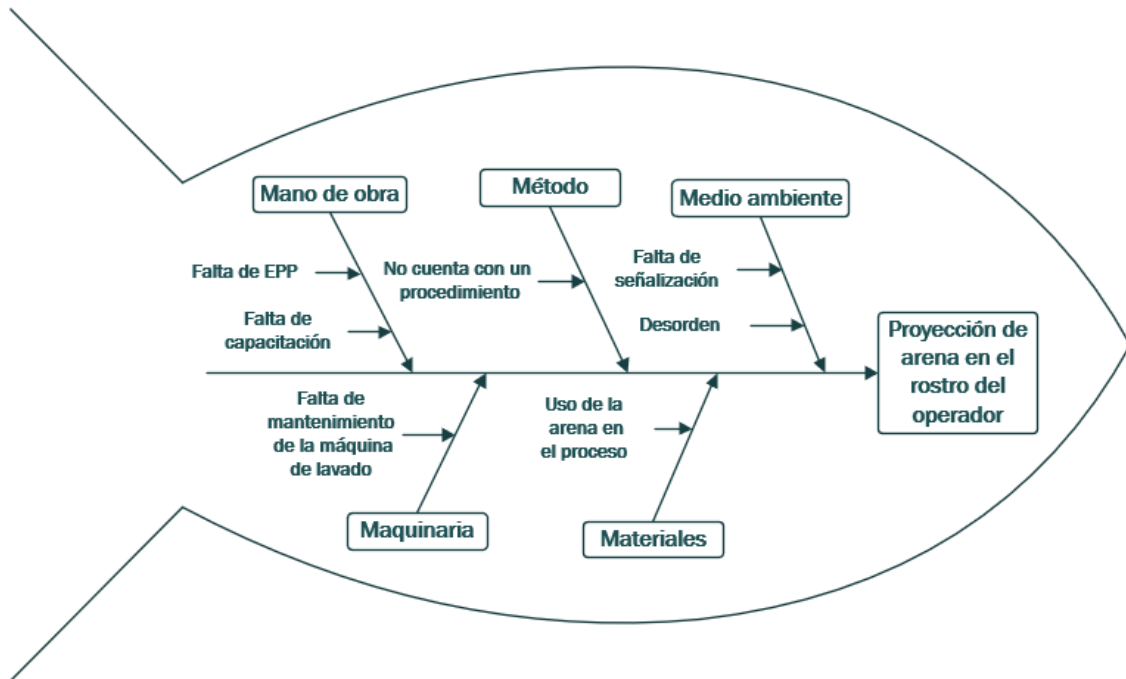 Mano de obra
Método
Medio ambiente
Falta de EPP
Falta de
capacitación
No cuenta con un
procedimiento
Falta de
señalización
Desorden
Proyección de
arena en el
rostro del
operador
Falta de
mantenimiento
de la máquina
de lavado
Uso de la
arena en
el proceso
Maquinaria
Materiales